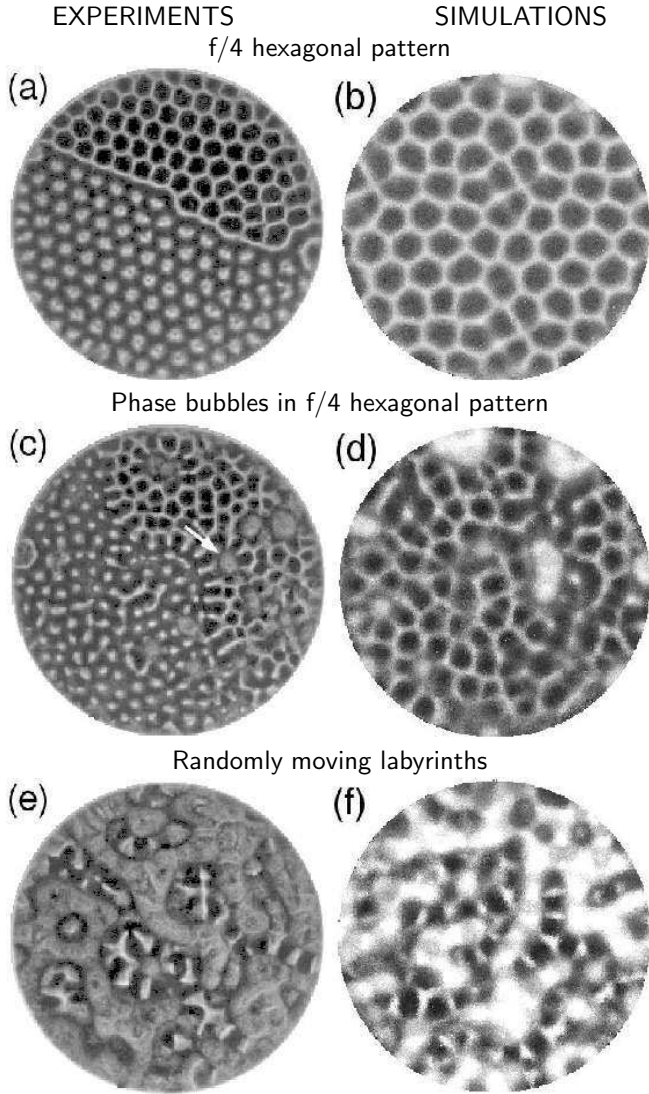 EXPERIMENTS SIMULATIONS
f/4 hexagonal pattern
(a) (b)
Phase bubbles in f/4 hexagonal pattern
(c) (d)
Randomly moving labyrinths
(e) (f)